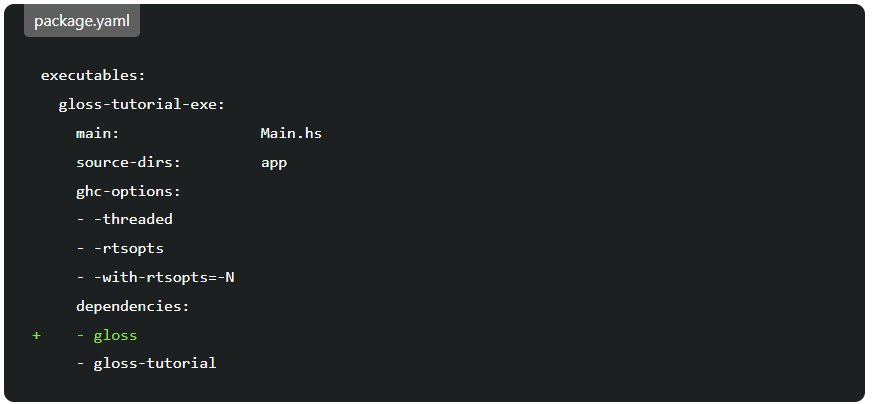 package.yaml
executables:
  gloss-tutorial-exe:
    main:                Main.hs
    source-dirs:         app
    ghc-options:
    - -threaded
    - -rtsopts
    - -with-rtsopts=-N
    dependencies:
+    - gloss
    - gloss-tutorial